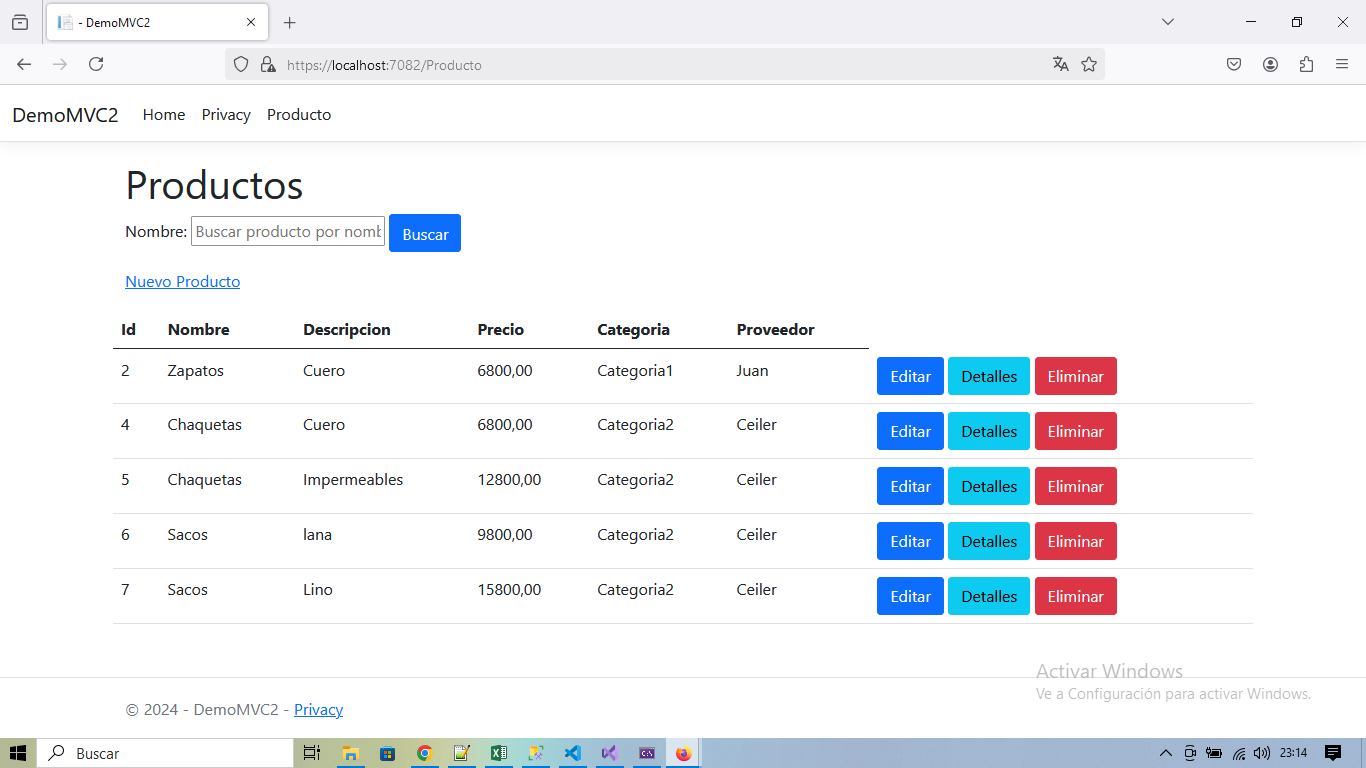 - DemoMVC2
https://localhost:7082/Producto
DemoMVC2 Home Privacy Producto
Productos
Nombre: Buscar producto por nomb Buscar
Nuevo Producto
Id Nombre Descripcion Precio Categoria Proveedor
2 Zapatos Cuero 6800,00 Categoria1 Juan Editar Detalles Eliminar
4 Chaquetas Cuero 6800,00 Categoria2 Ceiler Editar Detalles Eliminar
5 Chaquetas Impermeables 12800,00 Categoria2 Ceiler Editar Detalles Eliminar
6 Sacos lana 9800,00 Categoria2 Ceiler Editar Detalles Eliminar
7 Sacos Lino 15800,00 Categoria2 Ceiler Editar Detalles Eliminar
Activar Windows
Ve a Configuración para activar Windows.
© 2024 - DemoMVC2 - Privacy
Buscar 23:14